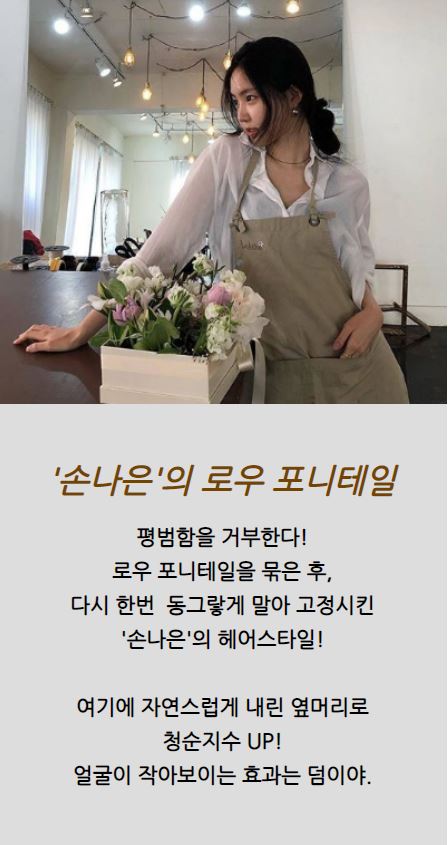 '손나은'의 로우 포니테일
평범함을 거부한다!
로우 포니테일을 묶은 후,
다시 한번 동그랗게 말아 고정시킨
'손나은'의 헤어스타일!
여기에 자연스럽게 내린 옆머리로
청순지수 UP!
얼굴이 작아보이는 효과는 덤이야.